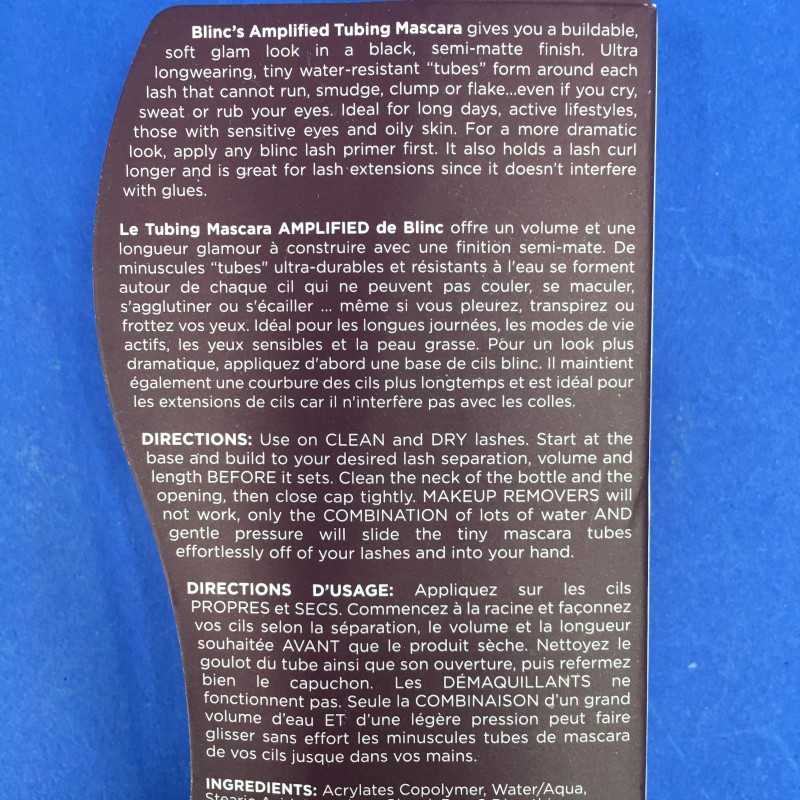 Blinc's Amplified Tubing Mascara gives you a buildable,
soft glam look in a black, semi-matte finish. Ultra
longwearing, tiny water-resistant “tubes” form around each
lash that cannot run, smudge, clump or flake...even if you cry,
sweat or rub your eyes. Ideal for long days, active lifestyles,
those with sensitive eyes and oily skin. For a more dramatic
look, apply any blinc lash primer first. It also holds a lash curl
longer and is great for lash extensions since it doesn't interfere
with glues.
Le Tubing Mascara AMPLIFIED de Blinc offre un volume et une
longueur glamour à construire avec une finition semi-mate. De
minuscules “tubes” ultra-durables et résistants à l'eau se forment
autour de chaque cil qui ne peuvent pas couler, se maculer,
s'agglutiner ou s'écailler ... même si vous pleurez, transpirez ou
frottez vos yeux. Idéal pour les longues journées, les modes de vie
actifs, les yeux sensibles et la peau grasse. Pour un look plus
dramatique, appliquez d'abord une base de cils blinc. Il maintient
également une courbure des cils plus longtemps et est idéal pour
les extensions de cils car il n'interfère pas avec les colles.
DIRECTIONS: Use on CLEAN and DRY lashes. Start at the
base and build to your desired lash separation, volume and
length BEFORE it sets. Clean the neck of the bottle and the
opening, then close cap tightly. MAKEUP REMOVERS will
not work, only the COMBINATION of lots of water AND
gentle pressure will slide the tiny mascara tubes
effortlessly off of your lashes and into your hand.
DIRECTIONS D'USAGE: Appliquez sur les cils
PROPRES et SECS. Commencez à la racine et façonnez
vos cils selon la séparation, le volume et la longueur
souhaitée AVANT que le produit sèche. Nettoyez le
goulot du tube ainsi que son ouverture, puis refermez
bien le capuchon. Les DÉMAQUILLANTS ne
fonctionnent pas. Seule la COMBINAISON d'un grand
volume d'eau ET d'une légère pression peut faire
glisser sans effort les minuscules tubes de mascara
de vos cils jusque dans vos mains.
INGREDIENTS: Acrylates Copolymer, Water/Aqua,